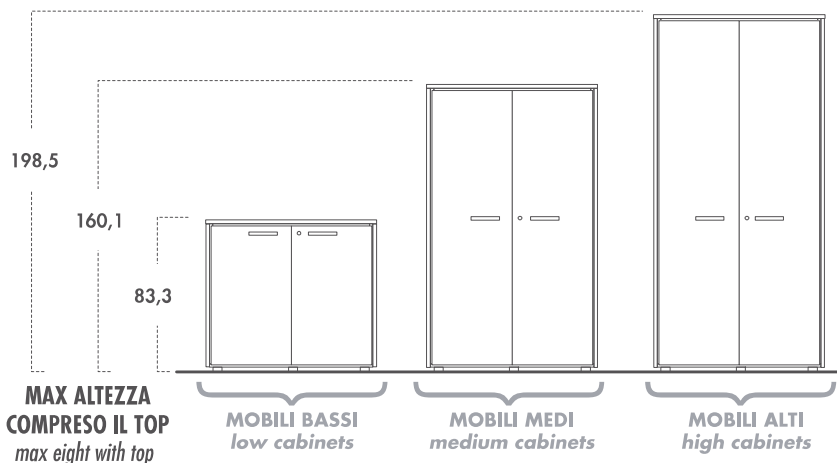 198,5
160,1
83,3
MAX ALTEZZA
COMPRESO IL TOP
max eight with top
MOBILI BASSI
low cabinets
MOBILI MEDI
medium cabinets
MOBILI ALTI
high cabinets